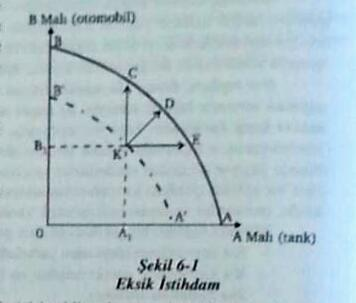 B Malı (otomobil)
B
C
B'
D
B₁
K
E
A'
A
0
A₁
A Malı (tank)
Şekil 6-1
Eksik İstihdam